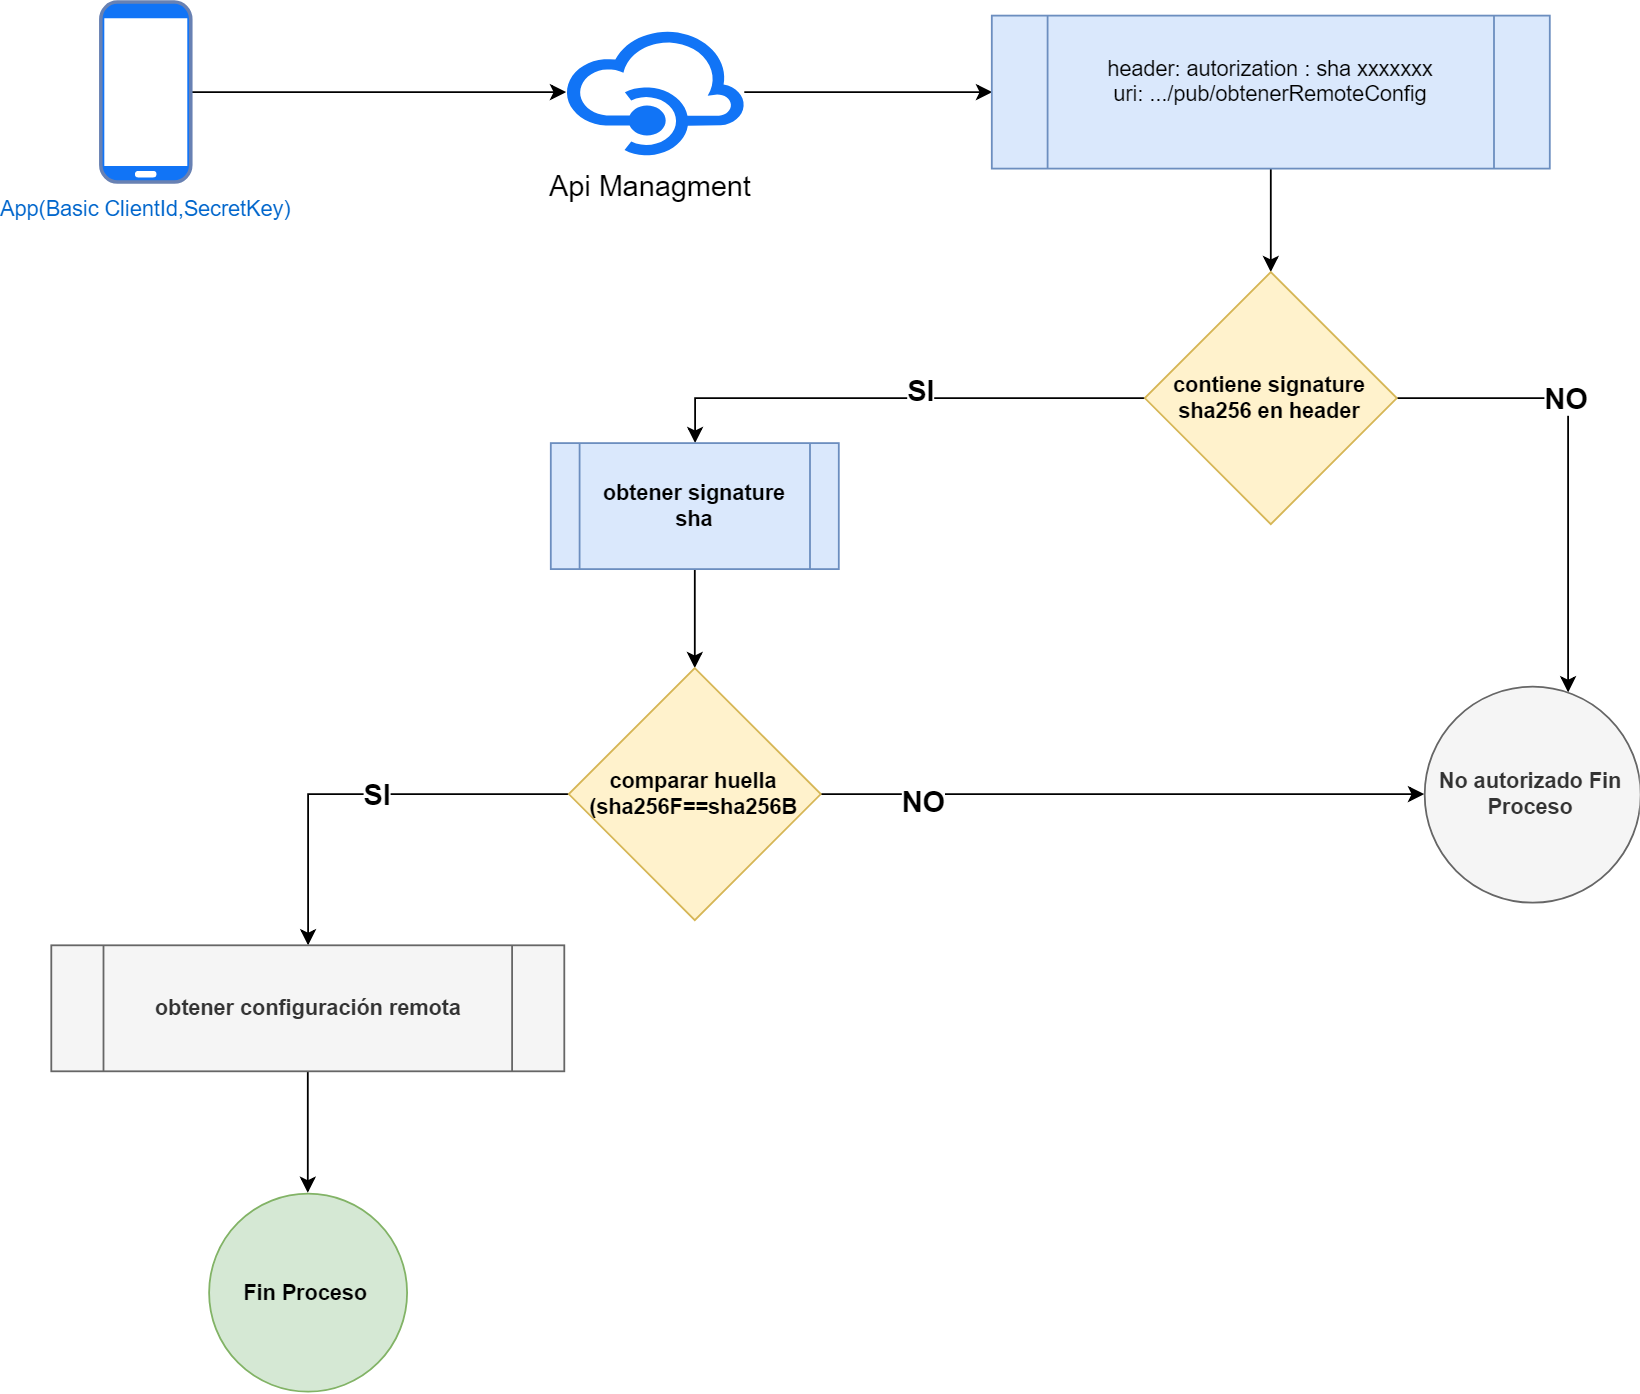 App(Basic ClientId,SecretKey)
Api Managment
header: autorization : sha xxxxxxx
uri: .../pub/obtenerRemoteConfig
contiene signature
sha256 en header
SI
NO
obtener signature
sha
comparar huella
(sha256F==sha256B
SI
NO
No autorizado Fin
Proceso
obtener configuración remota
Fin Proceso